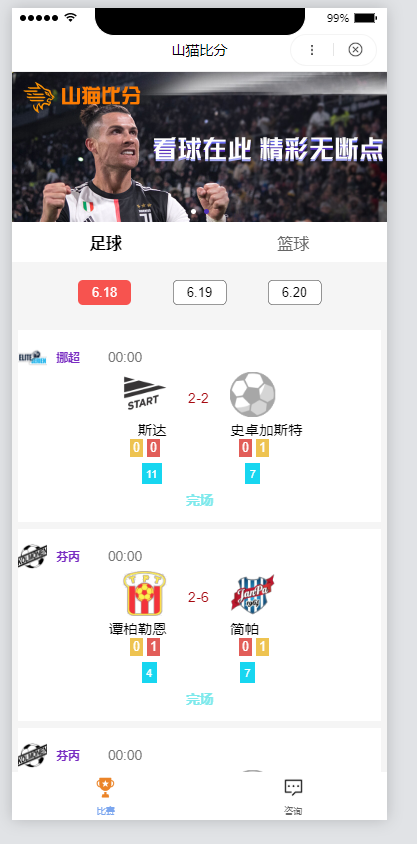 99%
山猫比分
山猫比分
看球在此 精彩无断点
足球
篮球
6.18
6.19
6.20
挪超
00:00
START
2-2
斯达
史卓加斯特
0 0
0 1
11
7
完场
芬丙
00:00
2-6
谭柏勒恩
简帕
0 1
0 1
4
7
完场
芬丙
00:00
比赛
咨询